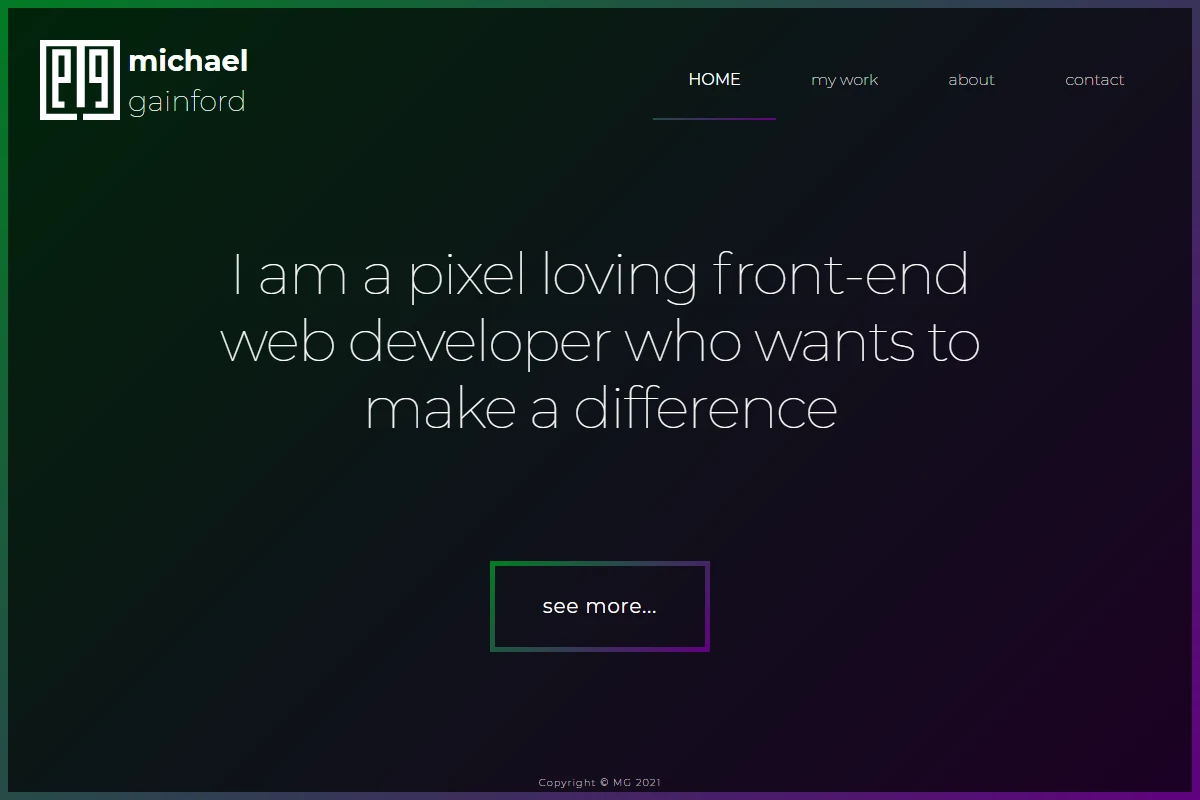 michael
gainford
HOME
my work
about
contact
I am a pixel loving front-end
web developer who wants to
make a difference
see more...
Copyright © MG 2021